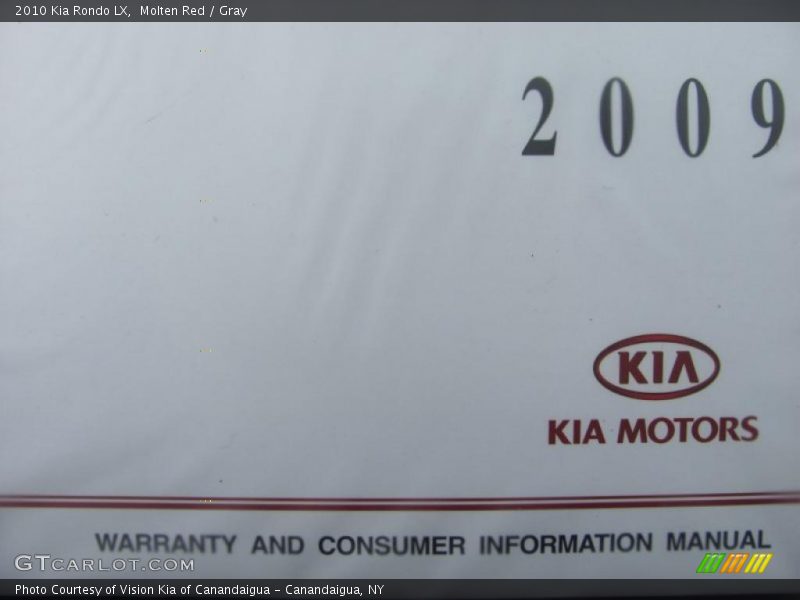 2010 Kia Rondo LX, Molten Red / Gray
2009
KIA
KIA MOTORS
WARRANTY AND CONSUMER INFORMATION MANUAL
GTCARLOT.COM
Photo Courtesy of Vision Kia of Canandaigua - Canandaigua, NY